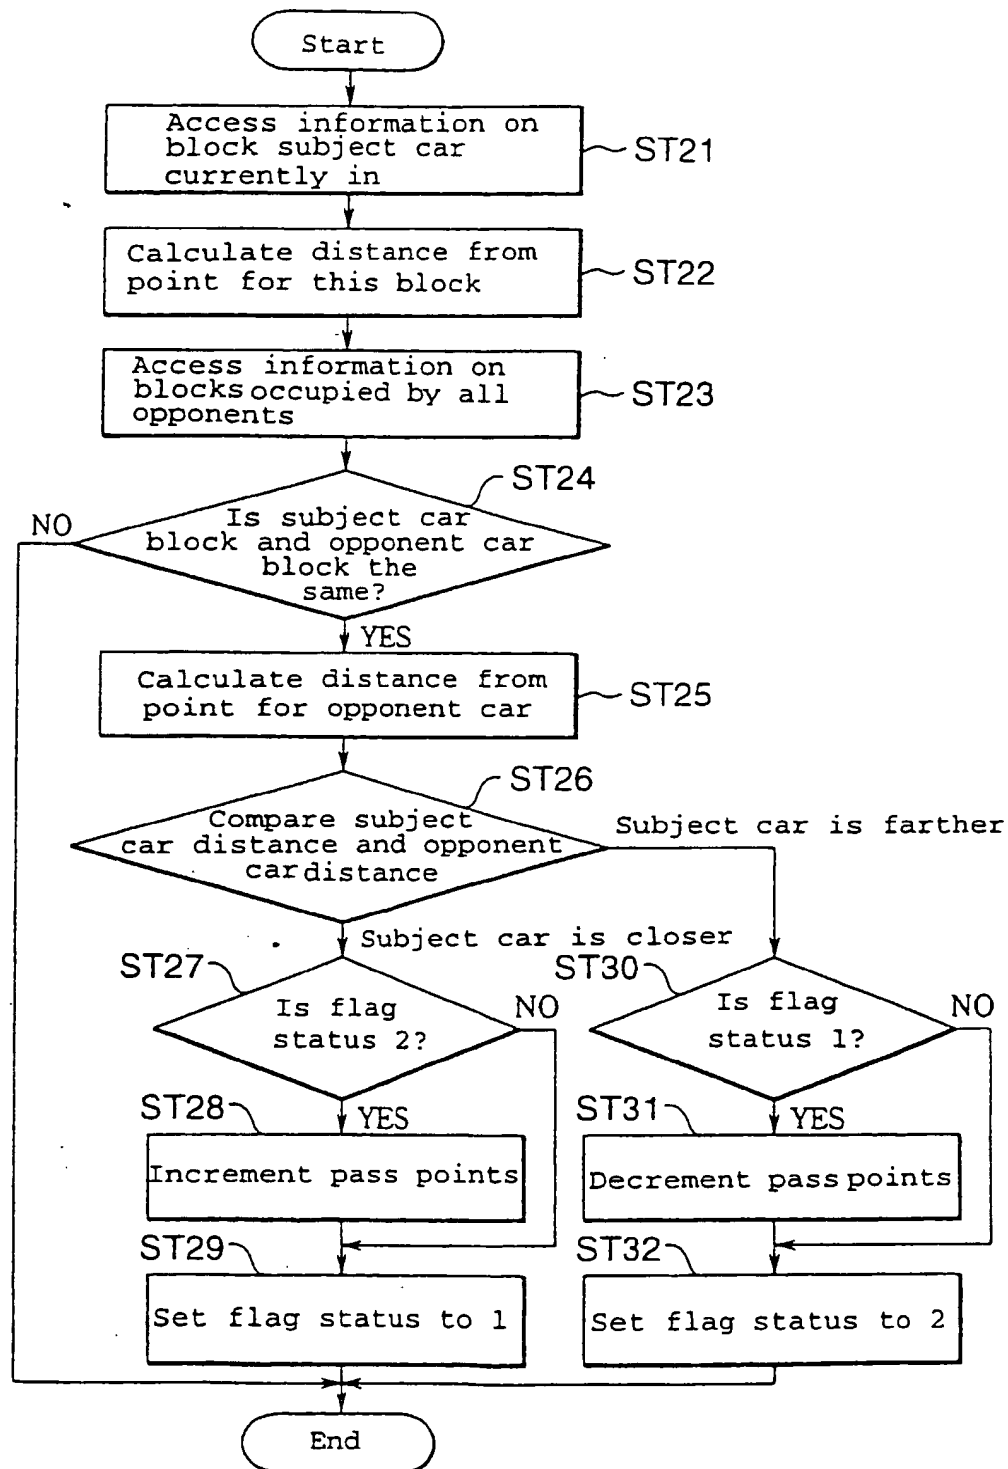 Start
Access information on
block subject car
currently in
ST21
Calculate distance from
point for this block
ST22
Access information on
blocks occupied by all
opponents
ST23
ST24
NO
Is subject car
block and opponent car
block the
same?
YES
Calculate distance from
point for opponent car
ST25
ST26
Compare subject
car distance and opponent
car distance
Subject car is farther
Subject car is closer
ST27
Is flag
status 2?
NO
ST30
Is flag
status 1?
NO
ST28
YES
Increment pass points
ST31
YES
Decrement pass points
ST29
Set flag status to 1
ST32
Set flag status to 2
End